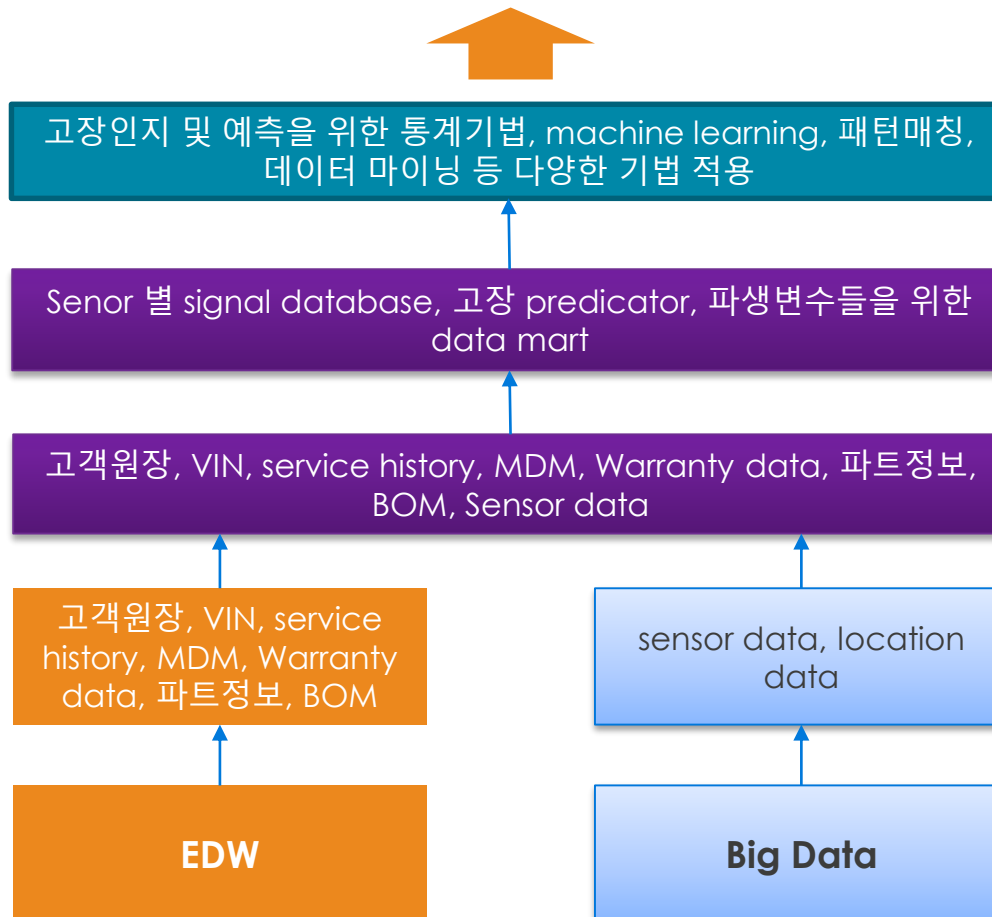 고장인지 및 예측을 위한 통계기법, machine learning, 패턴매칭,
데이터 마이닝 등 다양한 기법 적용
Senor 별 signal database, 고장 predicator, 파생변수들을 위한
data mart
고객원장, VIN, service history, MDM, Warranty data, 파트정보,
BOM, Sensor data
고객원장, VIN, service
history, MDM, Warranty
data, 파트정보, BOM
sensor data, location
data
EDW
Big Data